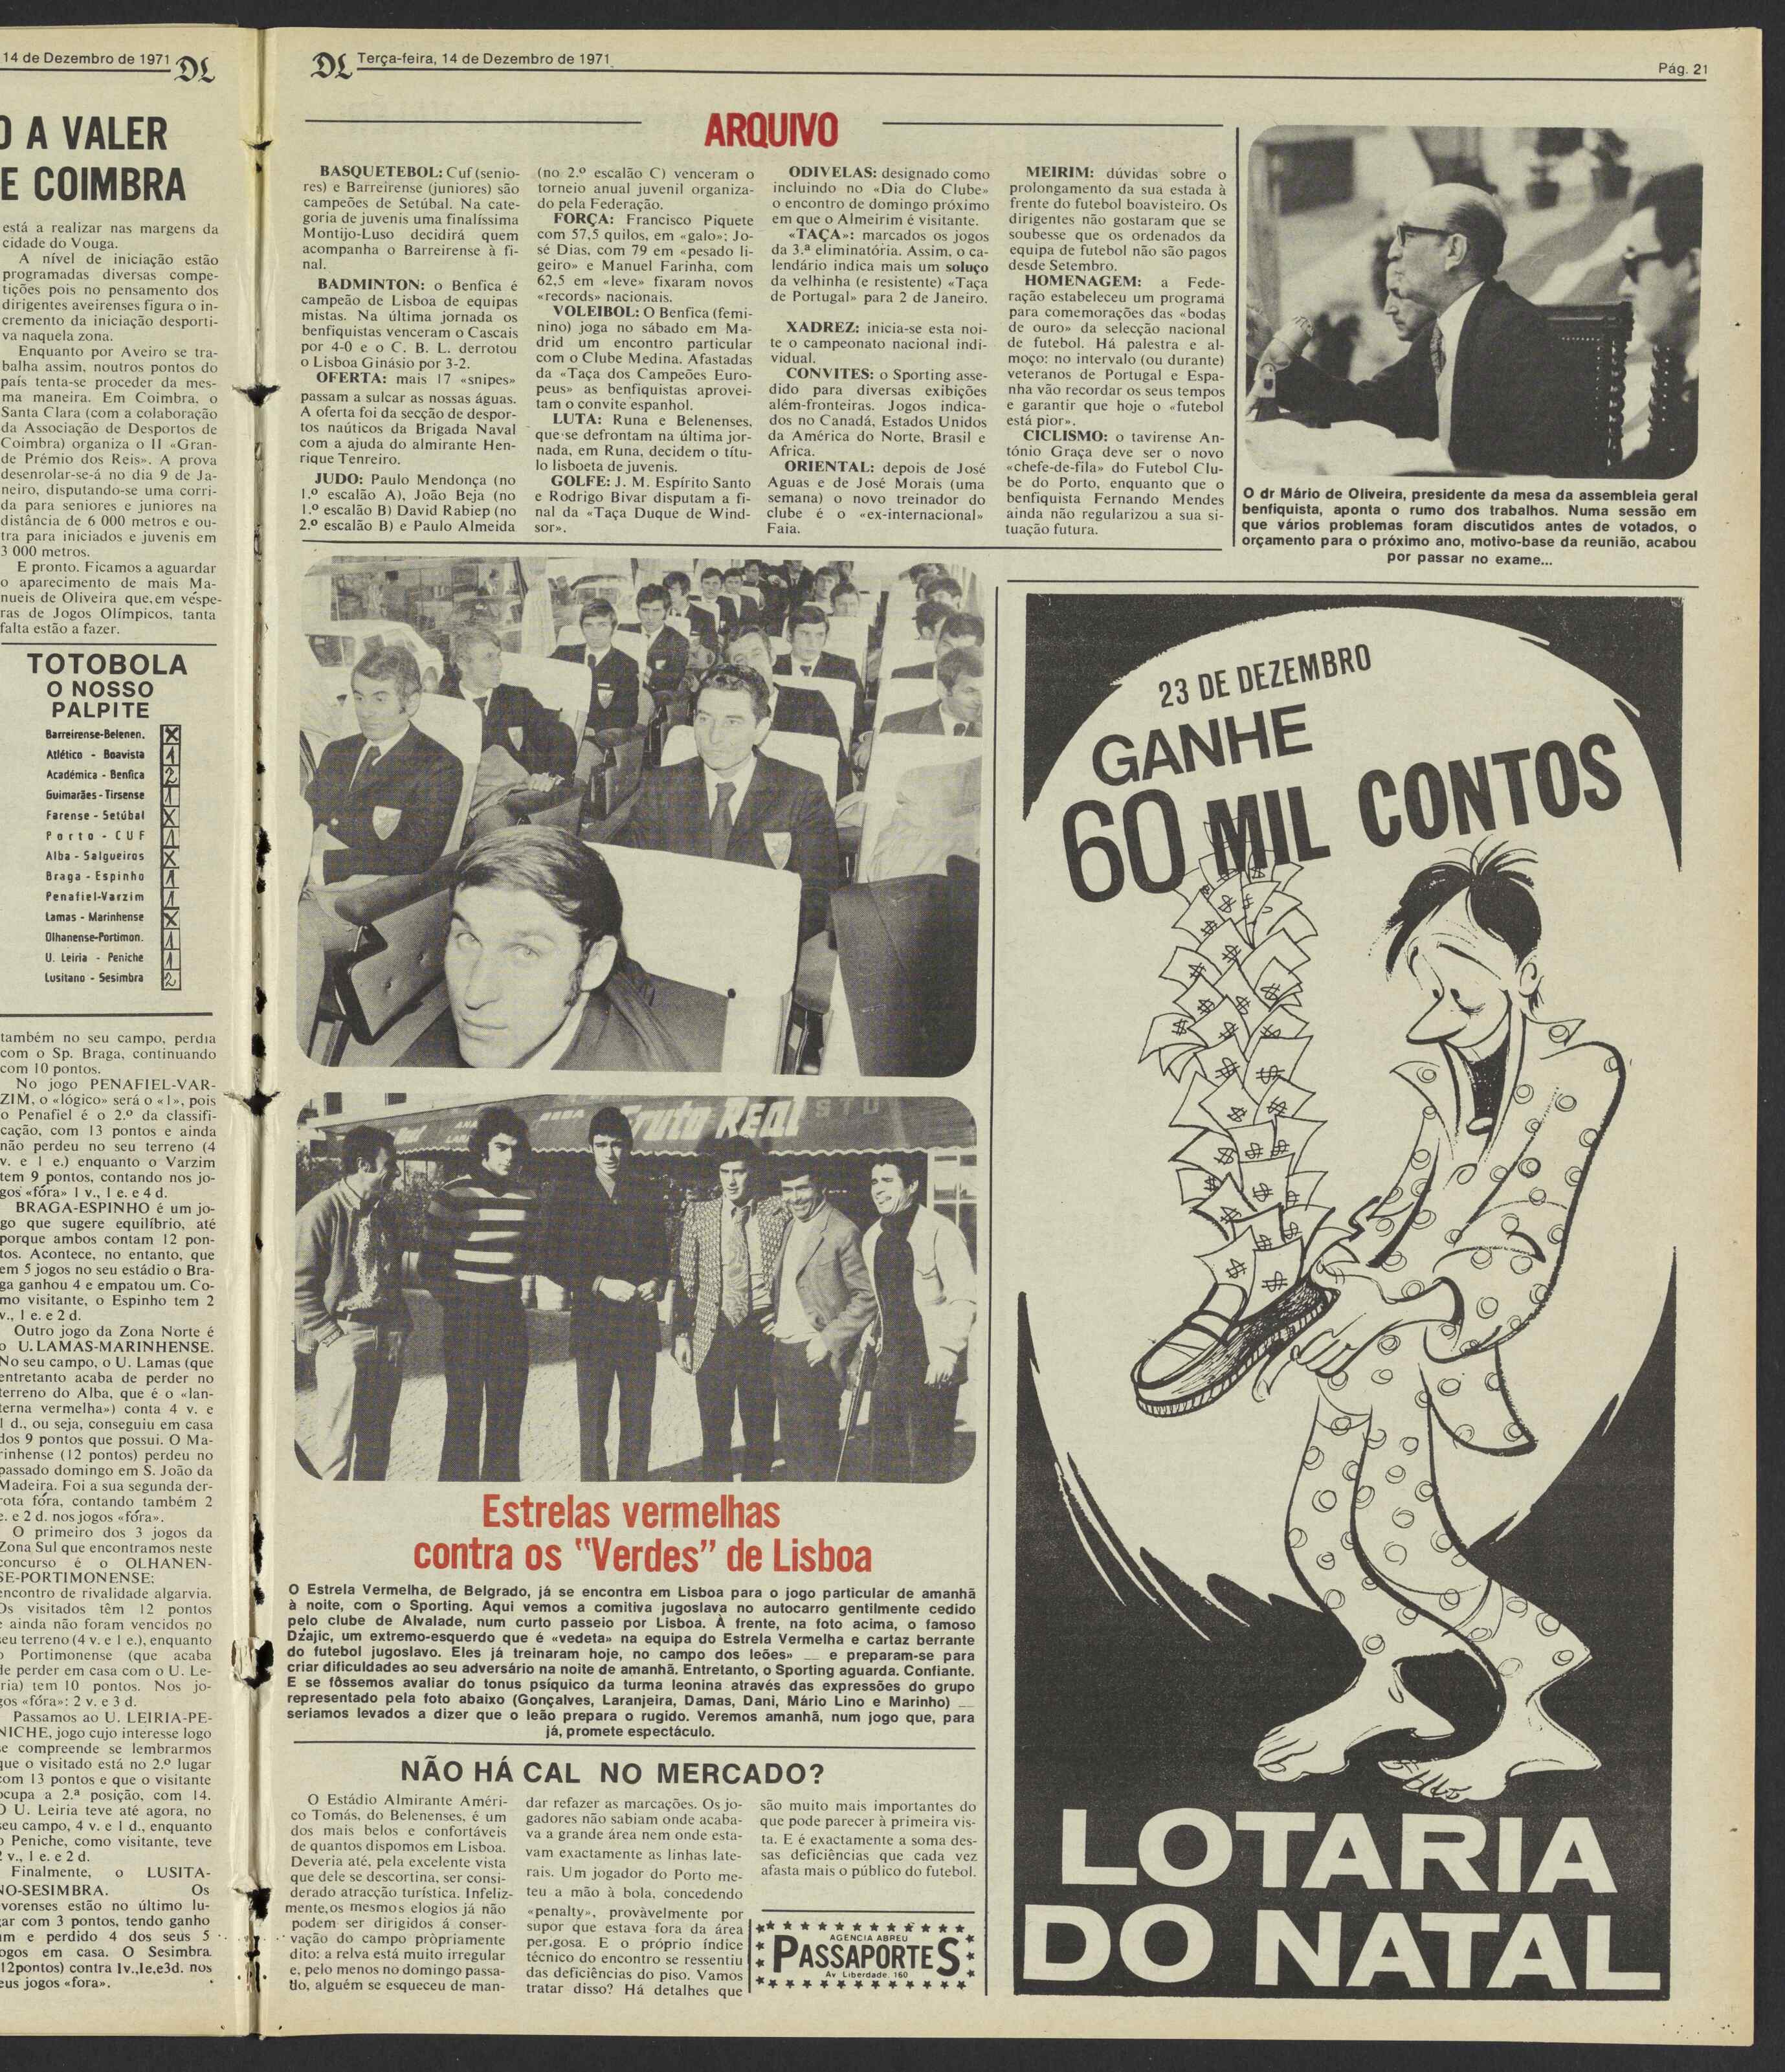 14 de Dezembro de 1971 DL
O A VALER
E COIMBRA
está a realizar nas margens da
cidade do Vouga.
A nível de iniciação estão
programadas diversas compe-
tições pois no pensamento dos
dirigentes aveirenses figura o in-
cremento da iniciação desporti-
va naquela zona.
Enquanto por Aveiro se tra-
balha assim, noutros pontos do
país tenta-se proceder da mes-
ma maneira. Em Coimbra, o
Santa Clara (com a colaboração
da Associação de Desportos de
Coimbra) organiza o II «Gran-
de Prémio dos Reis». A prova
desenrolar-se-á no dia 9 de Ja-
neiro, disputando-se uma corri-
da para seniores e juniores na
distância de 6 000 metros e ou-
tra para iniciados e juvenis em
3 000 metros.
E pronto. Ficamos a aguardar
o aparecimento de mais Ma-
nueis de Oliveira que,em véspe-
ras de Jogos Olímpicos, tanta
falta estão a fazer.
TOTOBOLA
O NOSSO
PALPITE
Barreirense-Belenen. X
Atlético - Boavista 1
Académica - Benfica 2
Guimarães - Tirsense 1
Farense - Setúbal X
Porto - CUF 1
Alba - Salgueiros X
Braga - Espinho 1
Penafiel-Varzim 1
Lamas - Marinhense X
Olhanense-Portimon. 1
U. Leiria - Peniche 1
Lusitano - Sesimbra 2
também no seu campo, perdia
com o Sp. Braga, continuando
com 10 pontos.
No jogo PENAFIEL-VAR-
ZIM, o «lógico» será o «1», pois
o Penafiel é o 2.º da classifi-
cação, com 13 pontos e ainda
não perdeu no seu terreno (4
v. e 1 e.) enquanto o Varzim
tem 9 pontos, contando nos jo-
gos «fóra» 1 v., 1 e. e 4 d.
BRAGA-ESPINHO é um jo-
go que sugere equilíbrio, até
porque ambos contam 12 pon-
tos. Acontece, no entanto, que
em 5 jogos no seu estádio o Bra-
ga ganhou 4 e empatou um. Co-
mo visitante, o Espinho tem 2
v., 1 e. e 2 d.
Outro jogo da Zona Norte é
o U. LAMAS-MARINHENSE.
No seu campo, o U. Lamas (que
entretanto acaba de perder no
terreno do Alba, que é o «lan-
terna vermelha») conta 4 v. e
1 d., ou seja, conseguiu em casa
dos 9 pontos que possui. O Ma-
rinhense (12 pontos) perdeu no
passado domingo em S. João da
Madeira. Foi a sua segunda der-
rota fóra, contando também 2
e. e 2 d. nos jogos «fóra».
O primeiro dos 3 jogos da
Zona Sul que encontramos neste
concurso é o OLHANEN-
SE-PORTIMONENSE:
encontro de rivalidade algarvia.
Os visitados têm 12 pontos
e ainda não foram vencidos no
seu terreno (4 v. e 1 e.), enquanto
o Portimonense (que acaba
de perder em casa com o U. Le-
iria) tem 10 pontos. Nos jo-
gos «fóra»: 2 v. e 3 d.
Passamos ao U. LEIRIA-PE-
NICHE, jogo cujo interesse logo
se compreende se lembrarmos
que o visitado está no 2.º lugar
com 13 pontos e que o visitante
ocupa a 2.ª posição, com 14.
O U. Leiria teve até agora, no
seu campo, 4 v. e 1 d., enquanto
o Peniche, como visitante, teve
2 v., 1 e. e 2 d.
Finalmente, o LUSITA-
NO-SESIMBRA. Os
vorenses estão no último lu-
gar com 3 pontos, tendo ganho
um e perdido 4 dos seus 5
jogos em casa. O Sesimbra
(12pontos) contra 1v.,1e,e3d. nos
seus jogos «fora».
DL Terça-feira, 14 de Dezembro de 1971
Pág. 21
ARQUIVO
BASQUETEBOL: Cuf (senio-
res) e Barreirense (juniores) são
campeões de Setúbal. Na cate-
goria de juvenis uma finalíssima
Montijo-Luso decidirá quem
acompanha o Barreirense à fi-
nal.
BADMINTON: o Benfica é
campeão de Lisboa de equipas
mistas. Na última jornada os
benfiquistas venceram o Cascais
por 4-0 e o C. B. L. derrotou
o Lisboa Ginásio por 3-2.
OFERTA: mais 17 «snipes»
passam a sulcar as nossas águas.
A oferta foi da secção de despor-
tos naúticos da Brigada Naval
com a ajuda do almirante Hen-
rique Tenreiro.
JUDO: Paulo Mendonça (no
1.º escalão A), João Beja (no
1.º escalão B) David Rabiep (no
2.º escalão B) e Paulo Almeida
(no 2.º escalão C) venceram o
torneio anual juvenil organiza-
do pela Federação.
FORÇA: Francisco Piquete
com 57,5 quilos, em «galo»; Jo-
sé Dias, com 79 em «pesado li-
geiro» e Manuel Farinha, com
62,5 em «leve» fixaram novos
«records» nacionais.
VOLEIBOL: O Benfica (femi-
nino) joga no sábado em Ma-
drid um encontro particular
com o Clube Medina. Afastadas
da «Taça dos Campeões Euro-
peus» as benfiquistas aprovei-
tam o convite espanhol.
LUTA: Runa e Belenenses,
que se defrontam na última jor-
nada, em Runa, decidem o títu-
lo lisboeta de juvenis.
GOLFE: J. M. Espírito Santo
e Rodrigo Bivar disputam a fi-
nal da «Taça Duque de Wind-
sor».
ODIVELAS: designado como
incluindo no «Dia do Clube»
o encontro de domingo próximo
em que o Almeirim é visitante.
«TAÇA»: marcados os jogos
da 3.ª eliminatória. Assim, o ca-
lendário indica mais um soluço
da velhinha (e resistente) «Taça
de Portugal» para 2 de Janeiro.
XADREZ: inicia-se esta noi-
te o campeonato nacional indi-
vidual.
CONVITES: o Sporting asse-
dido para diversas exibições
além-fronteiras. Jogos indica-
dos no Canadá, Estados Unidos
da América do Norte, Brasil e
Africa.
ORIENTAL: depois de José
Aguas e de José Morais (uma
semana) o novo treinador do
clube é o «ex-internacional»
Faia.
MEIRIM: dúvidas sobre o
prolongamento da sua estada à
frente do futebol boavisteiro. Os
dirigentes não gostaram que se
soubesse que os ordenados da
equipa de futebol não são pagos
desde Setembro.
HOMENAGEM: a Fede-
ração estabeleceu um programa
para comemorações das «bodas
de ouro» da selecção nacional
de futebol. Há palestra e al-
moço: no intervalo (ou durante)
veteranos de Portugal e Espa-
nha vão recordar os seus tempos
e garantir que hoje o «futebol
está pior».
CICLISMO: o tavirense An-
tónio Graça deve ser o novo
«chefe-de-fila» do Futebol Clu-
be do Porto, enquanto que o
benfiquista Fernando Mendes
ainda não regularizou a sua si-
tuação futura.
O dr Mário de Oliveira, presidente da mesa da assembleia geral
benfiquista, aponta o rumo dos trabalhos. Numa sessão em
que vários problemas foram discutidos antes de votados, o
orçamento para o próximo ano, motivo-base da reunião, acabou
por passar no exame...
Fruto Real
Estrelas vermelhas
contra os "Verdes" de Lisboa
O Estrela Vermelha, de Belgrado, já se encontra em Lisboa para o jogo particular de amanhã
à noite, com o Sporting. Aqui vemos a comitiva jugoslava no autocarro gentilmente cedido
pelo clube de Alvalade, num curto passeio por Lisboa. À frente, na foto acima, o famoso
Dzajic, um extremo-esquerdo que é «vedeta» na equipa do Estrela Vermelha e cartaz berrante
do futebol jugoslavo. Eles já treinaram hoje, no campo dos leões» — e preparam-se para
criar dificuldades ao seu adversário na noite de amanhã. Entretanto, o Sporting aguarda. Confiante.
E se fôssemos avaliar do tonus psíquico da turma leonina através das expressões do grupo
representado pela foto abaixo (Gonçalves, Laranjeira, Damas, Dani, Mário Lino e Marinho) —
seriamos levados a dizer que o leão prepara o rugido. Veremos amanhã, num jogo que, para
já, promete espectáculo.
NÃO HÁ CAL NO MERCADO?
O Estádio Almirante Améri-
co Tomás, do Belenenses, é um
dos mais belos e confortáveis
de quantos dispomos em Lisboa.
Deveria até, pela excelente vista
que dele se descortina, ser consi-
derado atracção turística. Infeliz-
mente,os mesmos elogios já não
podem ser dirigidos á conser-
vação do campo pròpriamente
dito: a relva está muito irregular
e, pelo menos no domingo passa-
do, alguém se esqueceu de man-
dar refazer as marcações. Os jo-
gadores não sabiam onde acaba-
va a grande área nem onde esta-
vam exactamente as linhas late-
rais. Um jogador do Porto me-
teu a mão à bola, concedendo
«penalty», provàvelmente por
supor que estava fora da área
per.gosa. E o próprio índice
técnico do encontro se ressentiu
das deficiências do piso. Vamos
tratar disso? Há detalhes que
são muito mais importantes do
que pode parecer à primeira vis-
ta. E é exactamente a soma des-
sas deficiências que cada vez
afasta mais o público do futebol.
AGENCIA ABREU
PASSAPORTES
Av Liberdade. 160
23 DE DEZEMBRO
GANHE
60 MIL CONTOS
LOTARIA
DO NATAL